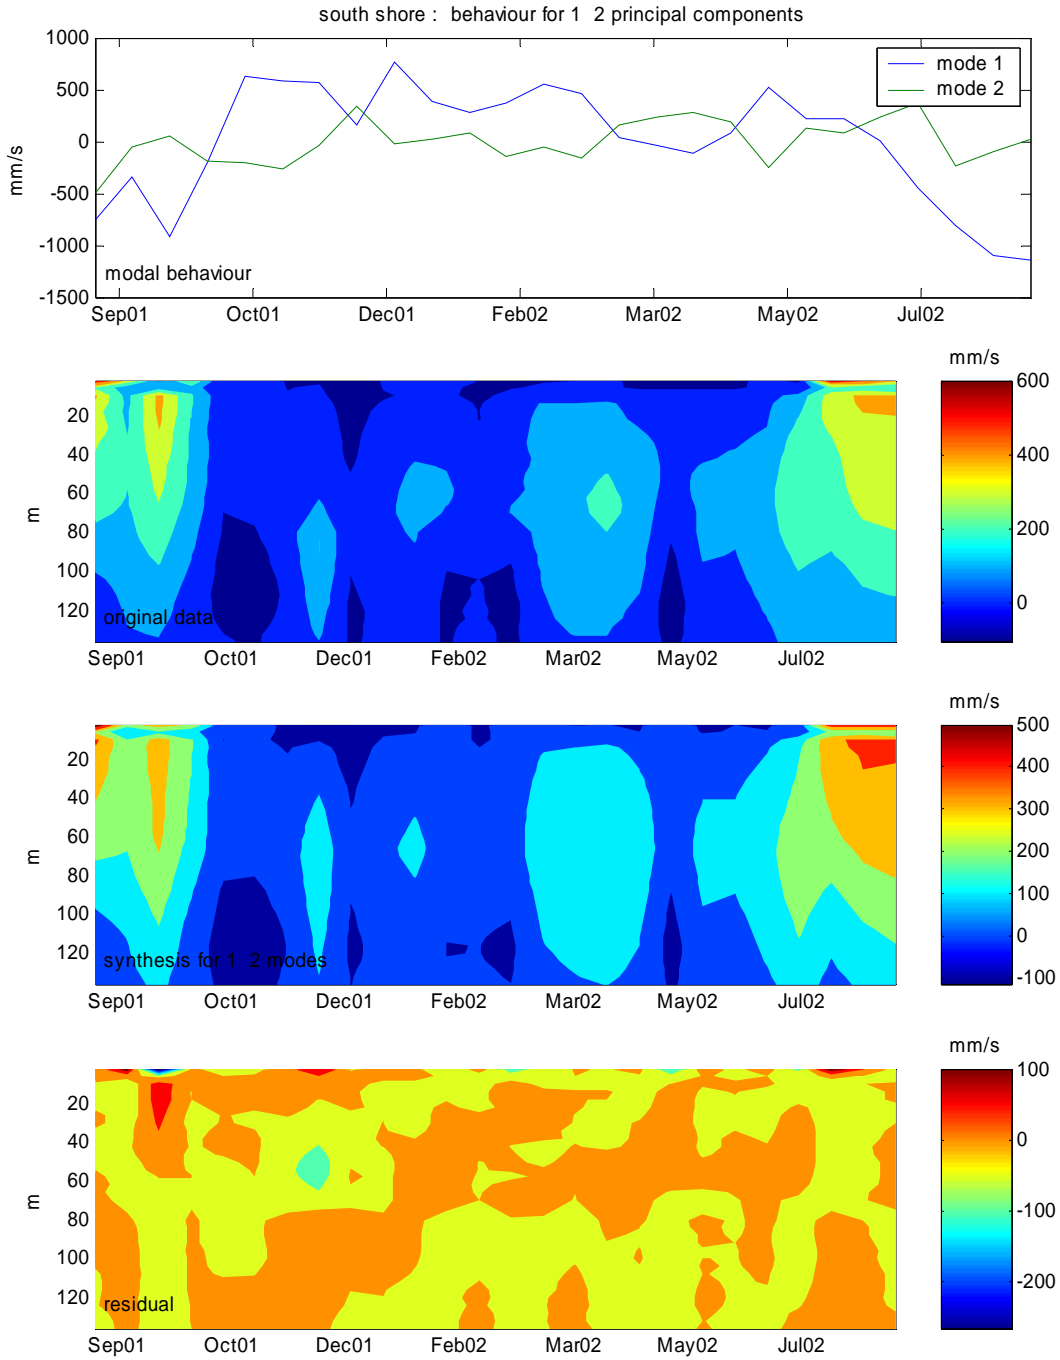 south shore : behaviour for 1 2 principal components
1000
500
0
-500
-1000
-1500
mm/s
mode 1
mode 2
modal behaviour
Sep01 Oct01 Dec01 Feb02 Mar02 May02 Jul02
mm/s
20
40
60
80
100
120
m
original data
600
400
200
0
Sep01 Oct01 Dec01 Feb02 Mar02 May02 Jul02
mm/s
20
40
60
80
100
120
m
synthesis for 1 2 modes
500
400
300
200
100
0
-100
Sep01 Oct01 Dec01 Feb02 Mar02 May02 Jul02
mm/s
20
40
60
80
100
120
m
residual
100
0
-100
-200
Sep01 Oct01 Dec01 Feb02 Mar02 May02 Jul02